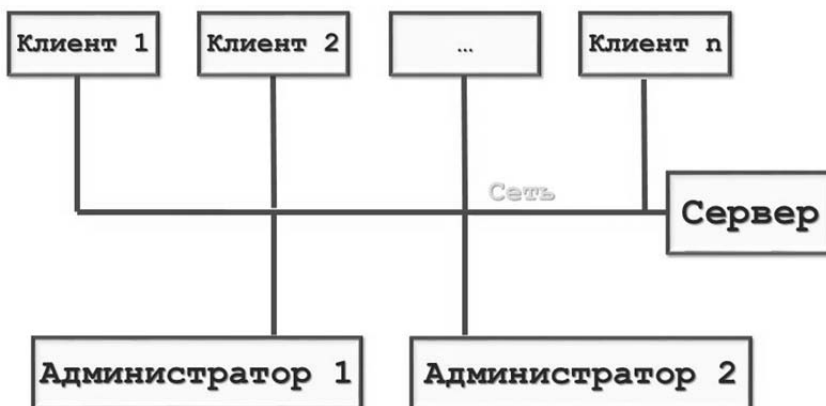 Клиент 1
Клиент 2
...
Клиент n
Сеть
Сервер
Администратор 1
Администратор 2